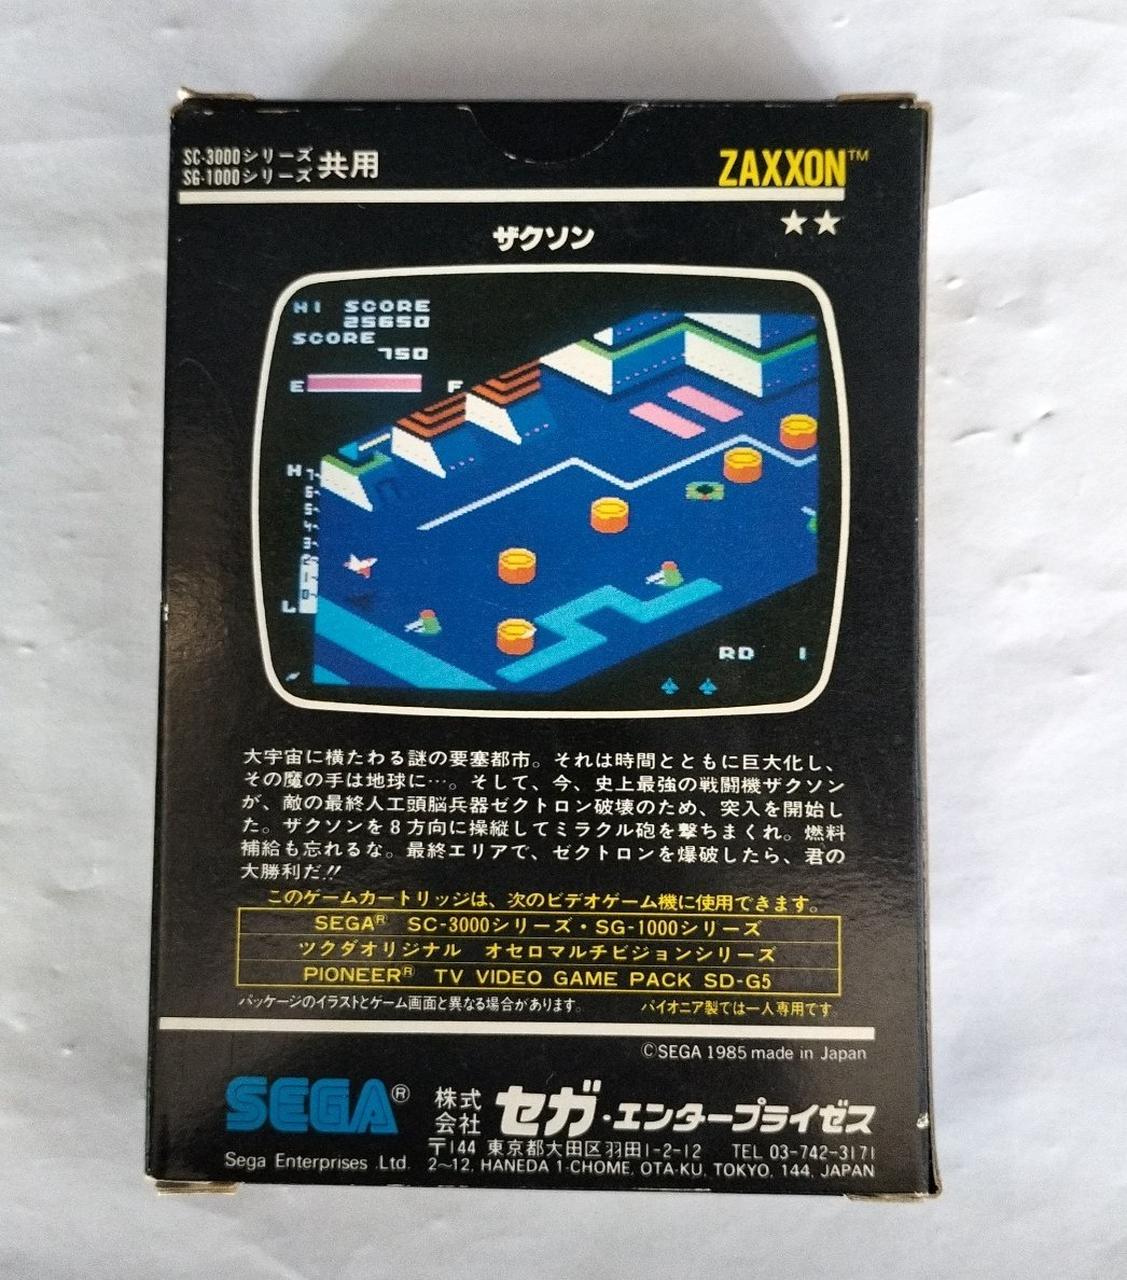 SC-3000シリーズ
SG-1000シリーズ 共用
ZAXXON™
★★
ザクソン
HI SCORE
25650
SCORE
750
E F
H 7
6
5
4
3
2
1
0
L
RD 1
大宇宙に横たわる謎の要塞都市。それは時間とともに巨大化し、
その魔の手は地球に…。そして、今、史上最強の戦闘機ザクソン
が、敵の最終人工頭脳兵器ゼクトロン破壊のため、突入を開始し
た。ザクソンを8方向に操縦してミラクル砲を撃ちまくれ。燃料
補給も忘れるな。最終エリアで、ゼクトロンを爆破したら、君の
大勝利だ!!
このゲームカートリッジは、次のビデオゲーム機に使用できます。
SEGA® SC-3000シリーズ・SG-1000シリーズ
ツクダオリジナル オセロマルチビジョンシリーズ
PIONEER® TV VIDEO GAME PACK SD-G5
パッケージのイラストとゲーム画面と異なる場合があります。 パイオニア製では一人専用です。
©SEGA 1985 made in Japan
SEGA®
株式会社 セガ・エンタープライゼス
〒144 東京都大田区羽田1-2-12 TEL 03-742-3171
Sega Enterprises .Ltd. 2~12, HANEDA 1-CHOME, OTA-KU, TOKYO, 144, JAPAN